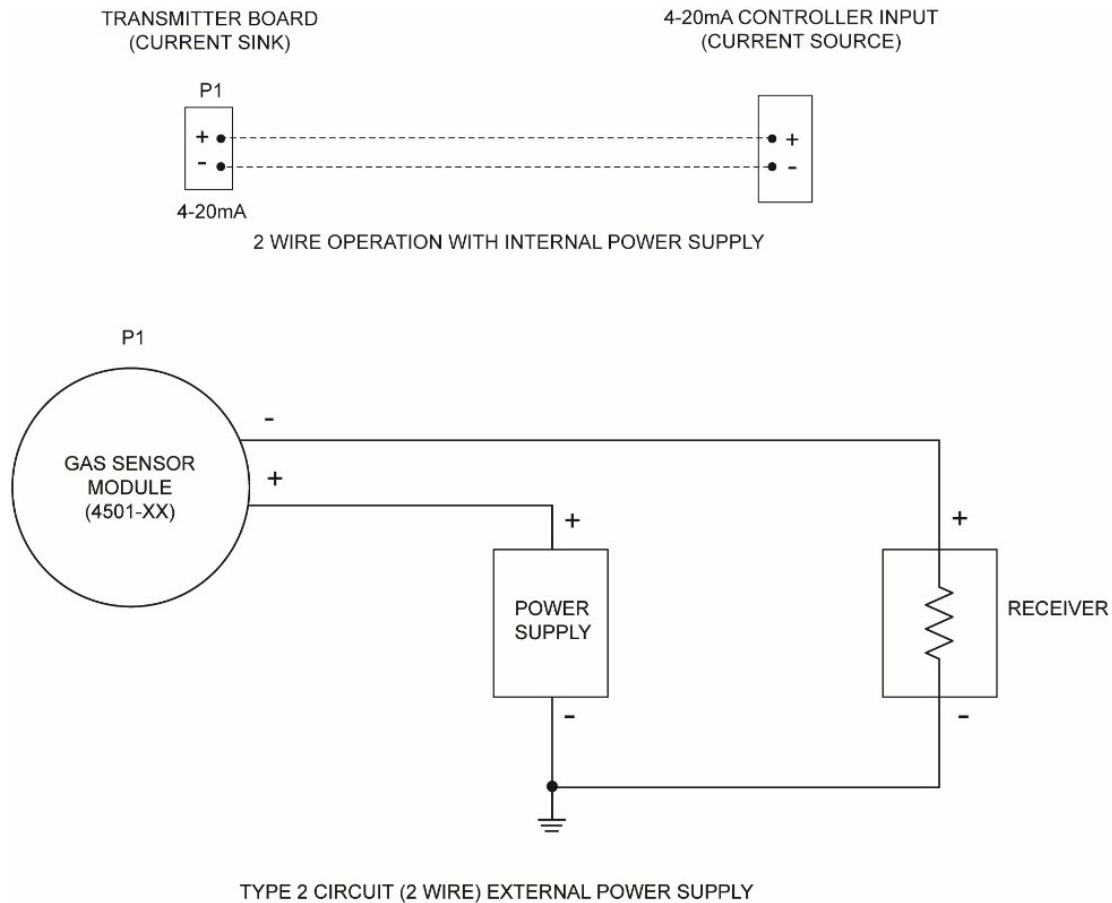 TRANSMITTER BOARD
(CURRENT SINK)
4-20mA CONTROLLER INPUT
(CURRENT SOURCE)
P1
+
-
+
-
4-20mA
2 WIRE OPERATION WITH INTERNAL POWER SUPPLY
P1
GAS SENSOR
MODULE
(4501-XX)
-
+
+
POWER
SUPPLY
-
+
RECEIVER
-
TYPE 2 CIRCUIT (2 WIRE) EXTERNAL POWER SUPPLY